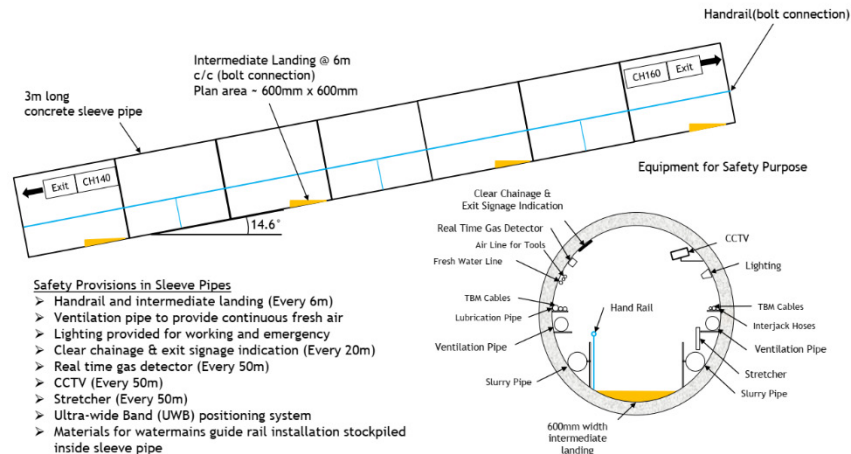 Handrail(bolt connection)
Intermediate Landing @ 6m
c/c (bolt connection)
Plan area ~ 600mm x 600mm
3m long
concrete sleeve pipe
CH160 Exit
Exit CH140
14.6°
Equipment for Safety Purpose
Clear Chainage &
Exit Signage Indication
Real Time Gas Detector
Air Line for Tools
Fresh Water Line
TBM Cables
Lubrication Pipe
Ventilation Pipe
Slurry Pipe
Hand Rail
CCTV
Lighting
TBM Cables
Interjack Hoses
Ventilation Pipe
Stretcher
Slurry Pipe
600mm width
intermediate
landing
Safety Provisions in Sleeve Pipes
➢ Handrail and intermediate landing (Every 6m)
➢ Ventilation pipe to provide continuous fresh air
➢ Lighting provided for working and emergency
➢ Clear chainage & exit signage indication (Every 20m)
➢ Real time gas detector (Every 50m)
➢ CCTV (Every 50m)
➢ Stretcher (Every 50m)
➢ Ultra-wide Band (UWB) positioning system
➢ Materials for watermains guide rail installation stockpiled
inside sleeve pipe